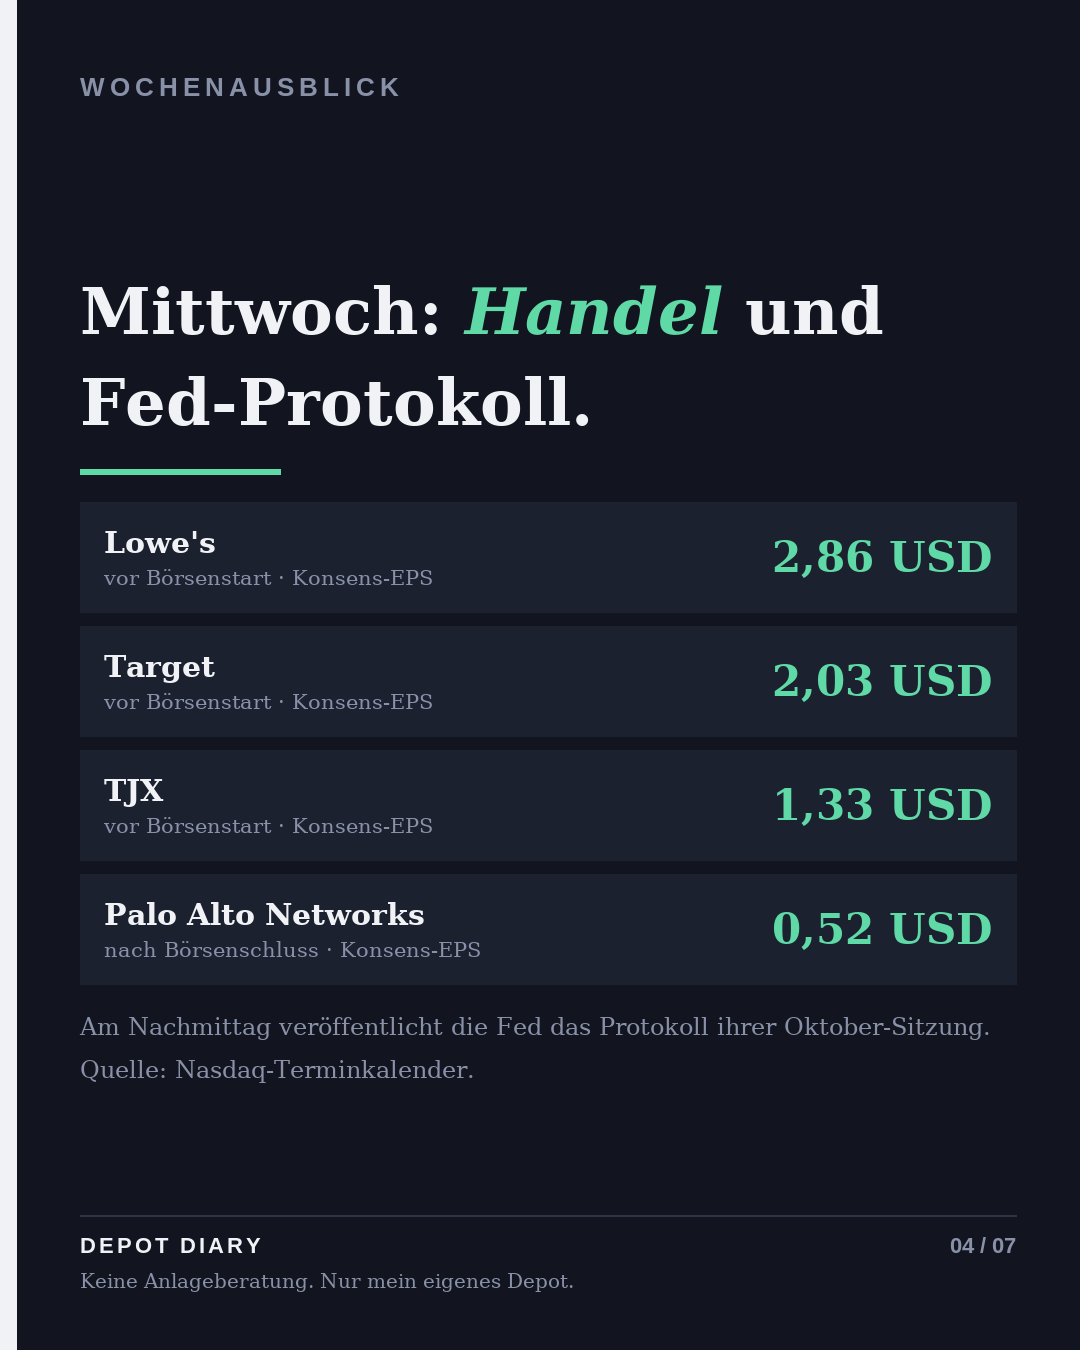 WOCHENAUSBLICK
Mittwoch: Handel und
Fed-Protokoll.
Lowe's
vor Börsenstart · Konsens-EPS
2,86 USD
Target
vor Börsenstart · Konsens-EPS
2,03 USD
TJX
vor Börsenstart · Konsens-EPS
1,33 USD
Palo Alto Networks
nach Börsenschluss · Konsens-EPS
0,52 USD
Am Nachmittag veröffentlicht die Fed das Protokoll ihrer Oktober-Sitzung.
Quelle: Nasdaq-Terminkalender.
DEPOT DIARY
04 / 07
Keine Anlageberatung. Nur mein eigenes Depot.